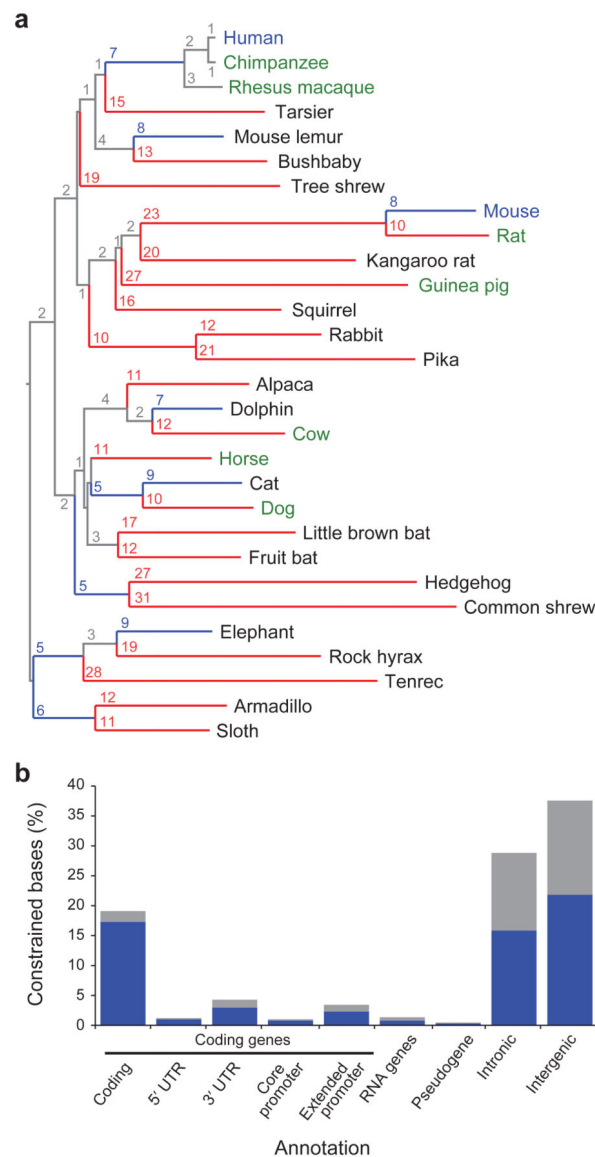 a
1
Human
7
2
1
1
Chimpanzee
3
Rhesus macaque
1
15
Tarsier
8
Mouse lemur
4
13
Bushbaby
2
19
Tree shrew
8
Mouse
23
10
Rat
2
1
20
Kangaroo rat
2
27
Guinea pig
1
16
Squirrel
12
Rabbit
2
10
21
Pika
11
Alpaca
4
7
Dolphin
2
12
Cow
11
Horse
1
9
Cat
5
2
10
Dog
17
Little brown bat
3
12
Fruit bat
27
Hedgehog
5
31
Common shrew
9
Elephant
3
5
19
Rock hyrax
28
Tenrec
12
Armadillo
6
11
Sloth
b
Constrained bases (%)
40
35
30
25
20
15
10
5
0
Coding genes
Coding
5′ UTR
3′ UTR
Core
promoter
Extended
promoter
RNA genes
Pseudogene
Intronic
Intergenic
Annotation